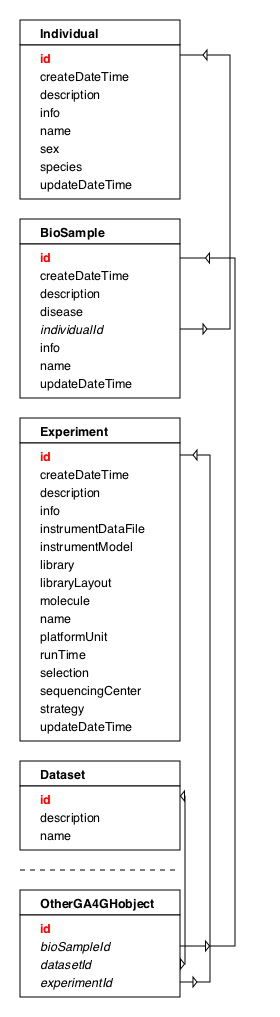 Individual
id
createDateTime
description
info
name
sex
species
updateDateTime
BioSample
id
createDateTime
description
disease
individualId
info
name
updateDateTime
Experiment
id
createDateTime
description
info
instrumentDataFile
instrumentModel
library
libraryLayout
molecule
name
platformUnit
runTime
selection
sequencingCenter
strategy
updateDateTime
Dataset
id
description
name
OtherGA4GHobject
id
bioSampleId
datasetId
experimentId